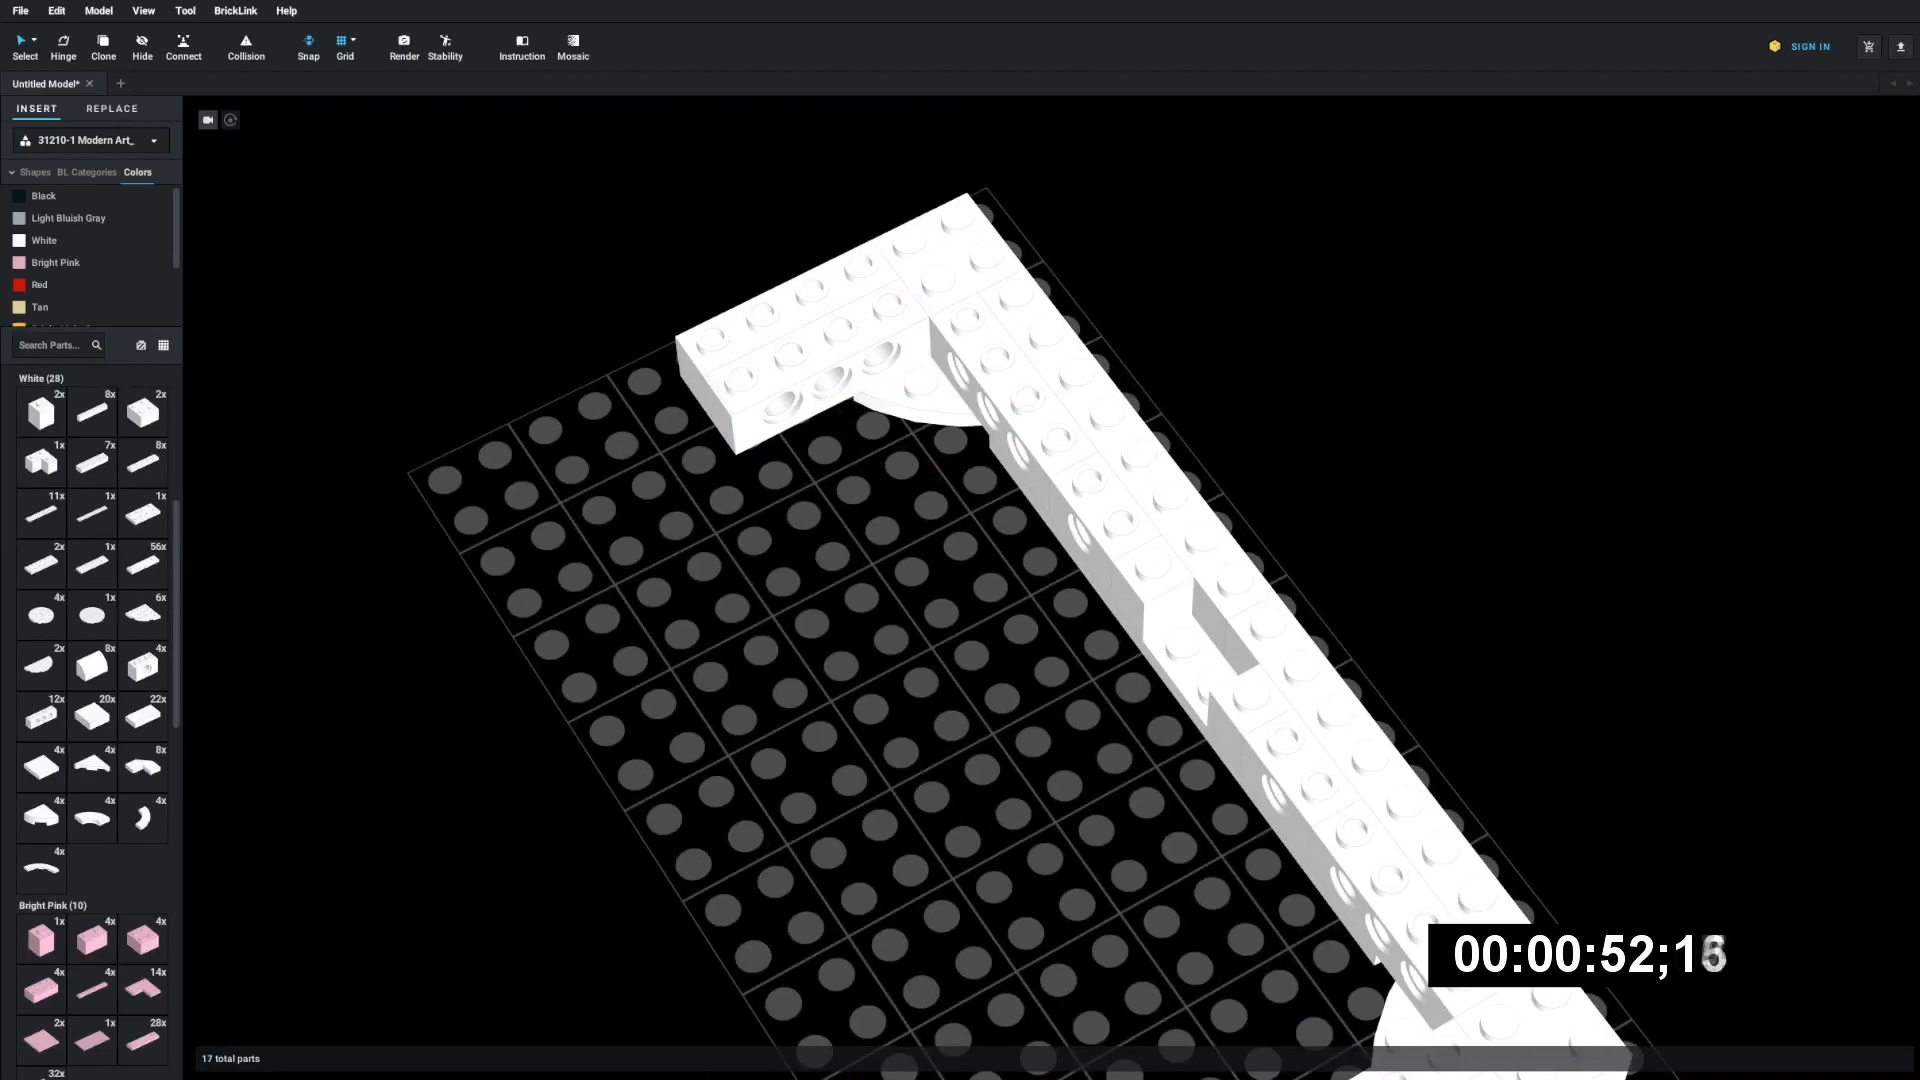 File Edit Model View Tool BrickLink Help
Select Hinge Clone Hide Connect Collision Snap Grid Render Stability Instruction Mosaic SIGN IN
Untitled Model*
INSERT REPLACE
31210-1 Modern Art_
Shapes BL Categories Colors
Black
Light Bluish Gray
White
Bright Pink
Red
Tan
Search Parts...
White (28)
2x 8x 2x
1x 7x 8x
11x 1x 1x
2x 1x 56x
4x 1x 6x
2x 8x 4x
12x 20x 22x
4x 4x 8x
4x 4x 4x
4x
Bright Pink (10)
1x 4x 4x
4x 4x 14x
2x 1x 28x
32x
00:00:52;1
17 total parts